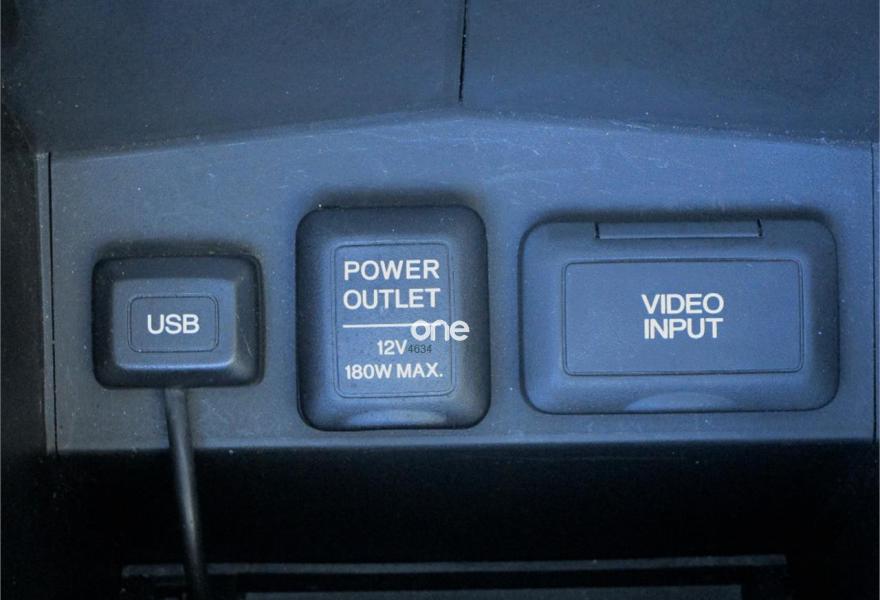 USB
POWER
OUTLET
one
12V
4634
180W MAX.
VIDEO
INPUT